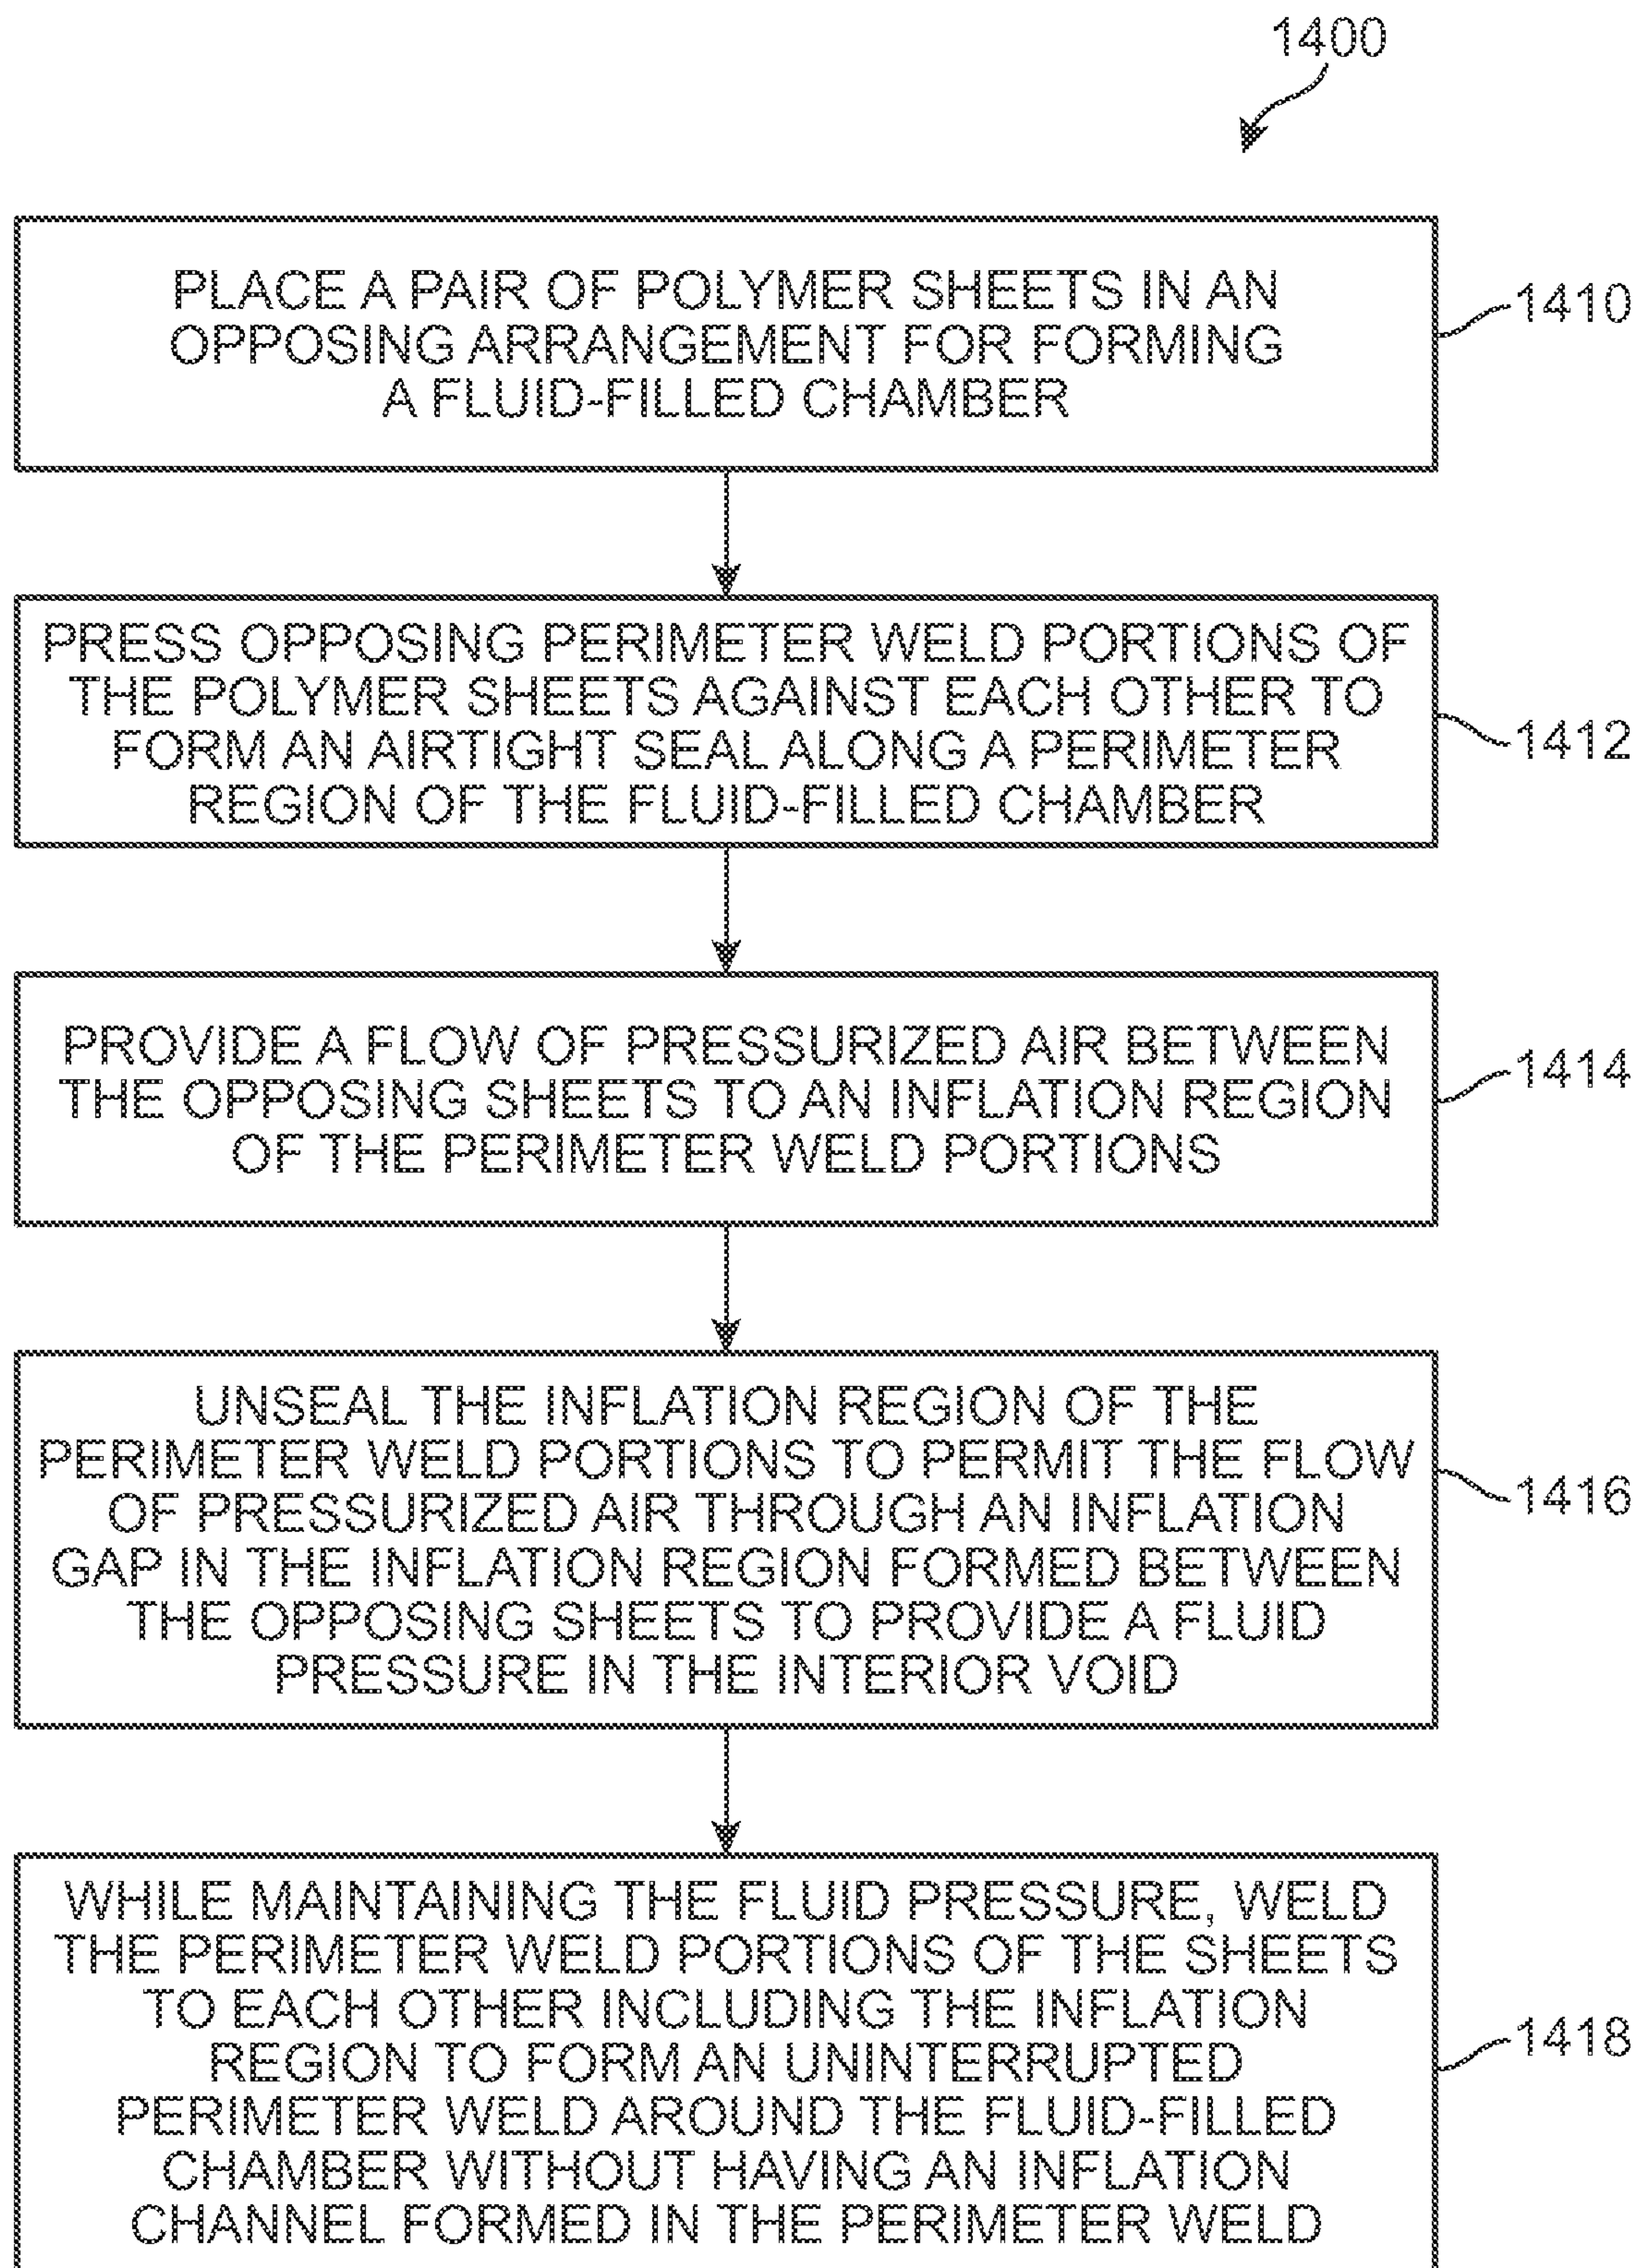 1400
PLACE A PAIR OF POLYMER SHEETS IN AN
OPPOSING ARRANGEMENT FOR FORMING
A FLUID-FILLED CHAMBER
1410
PRESS OPPOSING PERIMETER WELD PORTIONS OF
THE POLYMER SHEETS AGAINST EACH OTHER TO
FORM AN AIRTIGHT SEAL ALONG A PERIMETER
REGION OF THE FLUID-FILLED CHAMBER
1412
PROVIDE A FLOW OF PRESSURIZED AIR BETWEEN
THE OPPOSING SHEETS TO AN INFLATION REGION
OF THE PERIMETER WELD PORTIONS
1414
UNSEAL THE INFLATION REGION OF THE
PERIMETER WELD PORTIONS TO PERMIT THE FLOW
OF PRESSURIZED AIR THROUGH AN INFLATION
GAP IN THE INFLATION REGION FORMED BETWEEN
THE OPPOSING SHEETS TO PROVIDE A FLUID
PRESSURE IN THE INTERIOR VOID
1416
WHILE MAINTAINING THE FLUID PRESSURE, WELD
THE PERIMETER WELD PORTIONS OF THE SHEETS
TO EACH OTHER INCLUDING THE INFLATION
REGION TO FORM AN UNINTERRUPTED
PERIMETER WELD AROUND THE FLUID-FILLED
CHAMBER WITHOUT HAVING AN INFLATION
CHANNEL FORMED IN THE PERIMETER WELD
1418